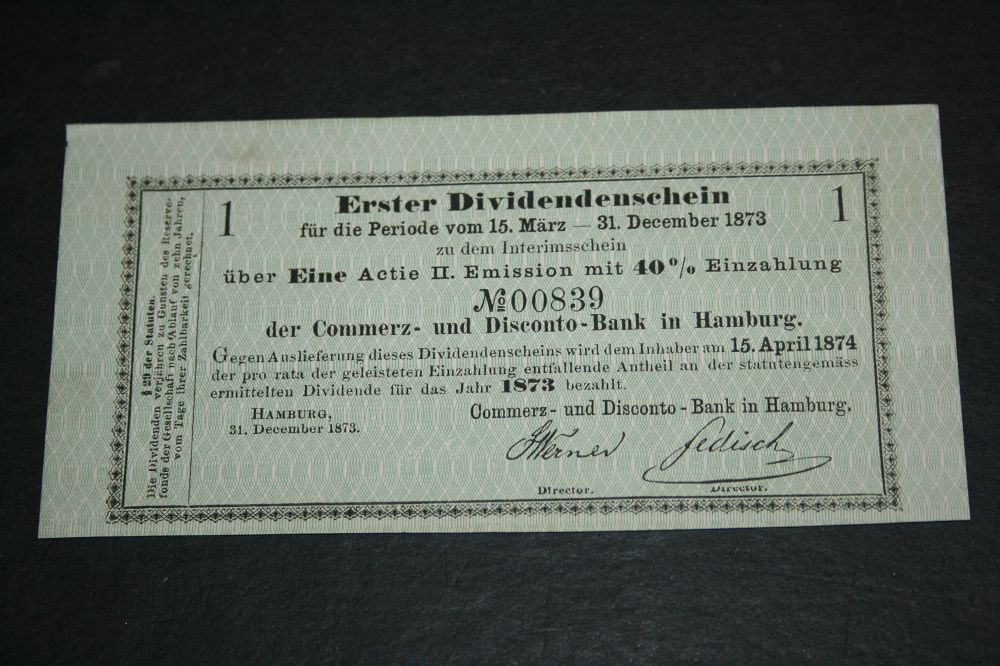 1 Erster Dividendenschein 1
für die Periode vom 15. März — 31. December 1873
zu dem Interimsschein
über Eine Actie II. Emission mit 40% Einzahlung
№ 00839
der Commerz- und Disconto-Bank in Hamburg.
Gegen Auslieferung dieses Dividendenscheins wird dem Inhaber am 15. April 1874
der pro rata der geleisteten Einzahlung entfallende Antheil an der statutengemäss
ermittelten Dividende für das Jahr 1873 bezahlt.
HAMBURG,
31. December 1873.
Commerz- und Disconto-Bank in Hamburg.
Werner Jedisch
Director. Director.
§ 29 der Statuten.
Die Dividenden verjähren zu Gunsten des Reserve-
fonds der Gesellschaft nach Ablauf von zehn Jahren,
vom Tage ihrer Zahlbarkeit gerechnet.